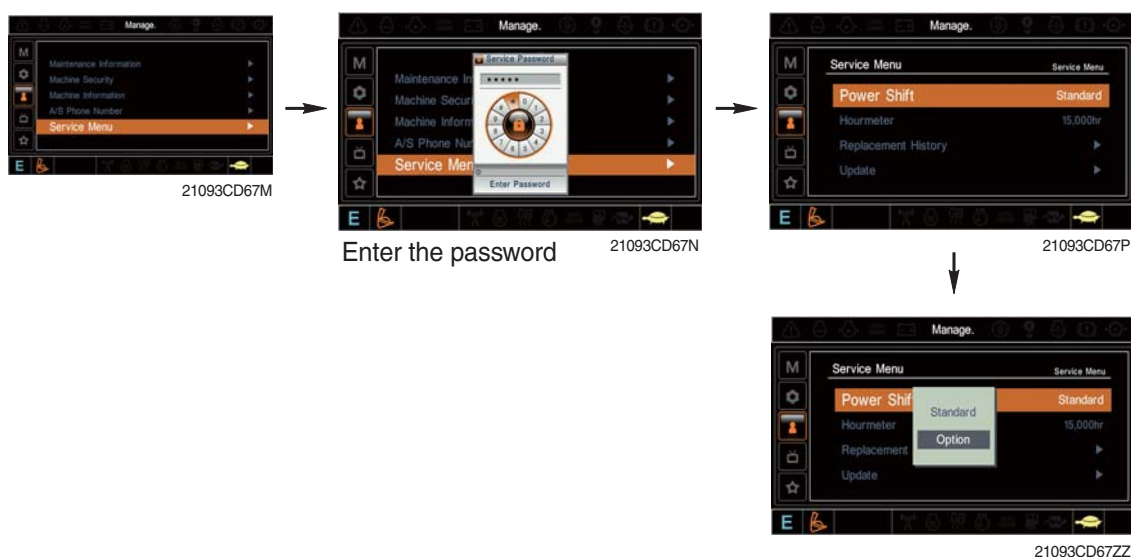 Manage.
M
Maintenance Information
Machine Security
Machine Information
A/S Phone Number
Service Menu
E
21093CD67M
Manage.
M
Service Password
*****
Maintenance In
Machine Secur
Machine Inform
A/S Phone Nu
Service Men
Enter Password
E
Enter the password
21093CD67N
Manage.
M
Service Menu Service Menu
Power Shift Standard
Hourmeter 15,000hr
Replacement History
Update
E
21093CD67P
Manage.
M
Service Menu Service Menu
Power Shif Standard
Standard
Hourmeter 15,000hr
Option
Replacement
Update
E
21093CD67ZZ